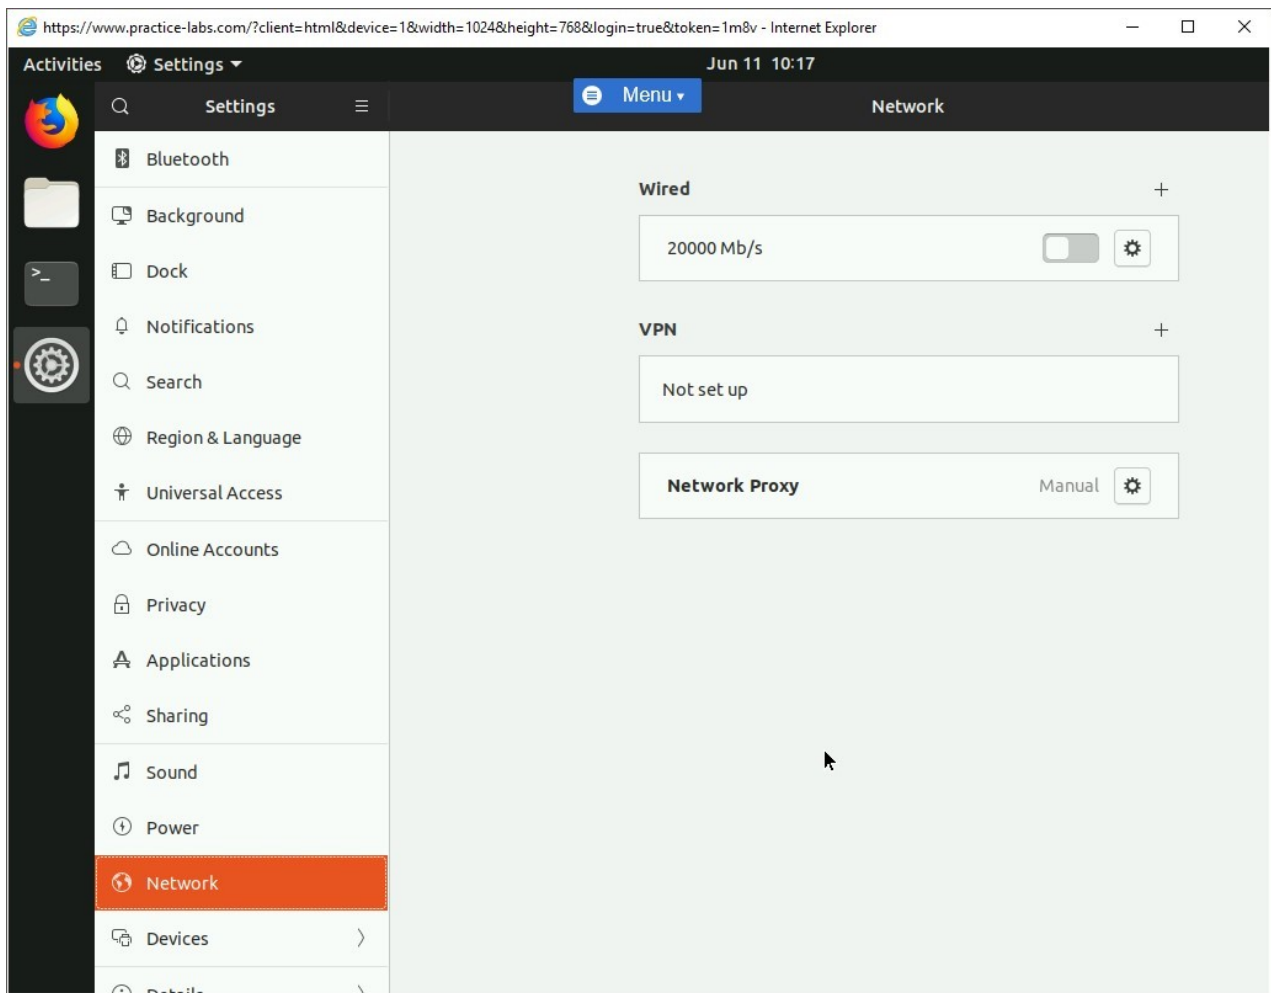 https://www.practice-labs.com/?client=html&device=1&width=1024&height=768&login=true&token=1m8v - Internet Explorer
Activities Settings Jun 11 10:17
Settings Menu Network
Bluetooth
Background
Dock
Notifications
Search
Region & Language
Universal Access
Online Accounts
Privacy
Applications
Sharing
Sound
Power
Network
Devices
Details
Wired
20000 Mb/s
VPN
Not set up
Network Proxy Manual